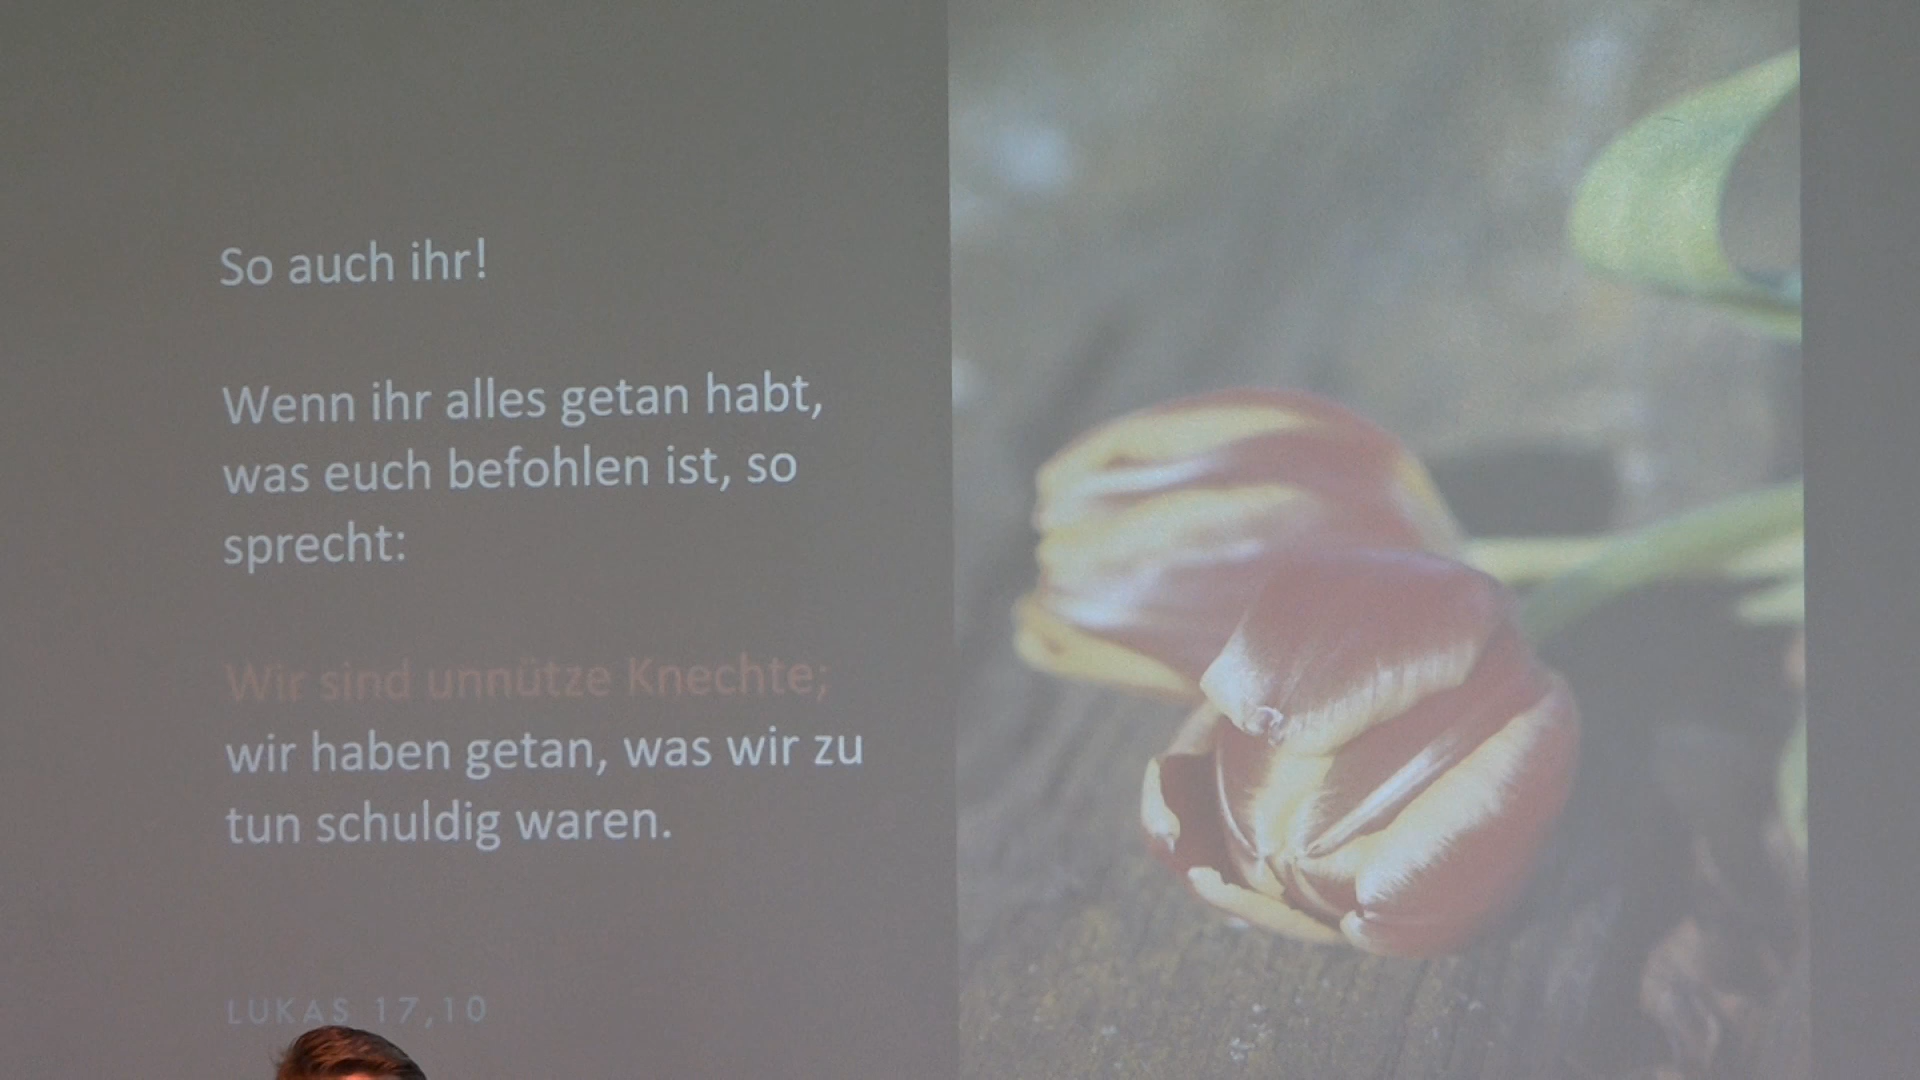 So auch ihr!
Wenn ihr alles getan habt,
was euch befohlen ist, so
sprecht:
Wir sind unnütze Knechte;
wir haben getan, was wir zu
tun schuldig waren.
LUKAS 17,10